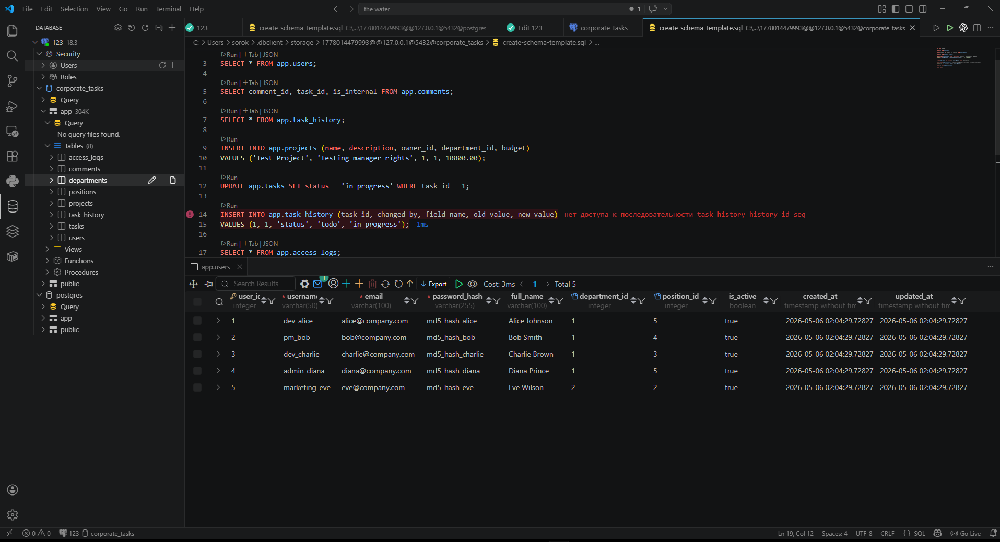 File Edit Selection View Go Run Terminal Help
the water
1
DATABASE
123
create-schema-template.sql C:\...\1778014479993@@127.0.0.1@5432@postgres
Edit 123
corporate_tasks
create-schema-template.sql C:\...\1778014479993@@127.0.0.1@5432@corporate_tasks
C: > Users > sorok > .dbclient > storage > 1778014479993@@127.0.0.1@5432@corporate_tasks > create-schema-template.sql > ...
123 18.3
Security
Users
Roles
corporate_tasks
Query
app 304K
Query
No query files found.
Tables (8)
access_logs
comments
departments
positions
projects
task_history
tasks
users
Views
Functions
Procedures
public
postgres
Query
app
public
Run | Tab | JSON
3 SELECT * FROM app.users;
4
Run | Tab | JSON
5 SELECT comment_id, task_id, is_internal FROM app.comments;
6
Run | Tab | JSON
7 SELECT * FROM app.task_history;
8
Run
9 INSERT INTO app.projects (name, description, owner_id, department_id, budget)
10 VALUES ('Test Project', 'Testing manager rights', 1, 1, 10000.00);
11
Run
12 UPDATE app.tasks SET status = 'in_progress' WHERE task_id = 1;
13
Run
14 INSERT INTO app.task_history (task_id, changed_by, field_name, old_value, new_value) нет доступа к последовательности task_history_history_id_seq
15 VALUES (1, 1, 'status', 'todo', 'in_progress'); 1ms
16
Run | Tab | JSON
17 SELECT * FROM app.access_logs;
app.users
Search Results
1
Export
Cost: 3ms
1
Total 5
user_ic username email password_hash full_name department_id position_id is_active created_at updated_at
integer varchar(50) varchar(100) varchar(255) varchar(100) integer integer boolean timestamp without tim timestamp without tim
1 dev_alice alice@company.com md5_hash_alice Alice Johnson 1 5 true 2026-05-06 02:04:29.72827 2026-05-06 02:04:29.72827
2 pm_bob bob@company.com md5_hash_bob Bob Smith 1 4 true 2026-05-06 02:04:29.72827 2026-05-06 02:04:29.72827
3 dev_charlie charlie@company.com md5_hash_charlie Charlie Brown 1 3 true 2026-05-06 02:04:29.72827 2026-05-06 02:04:29.72827
4 admin_diana diana@company.com md5_hash_diana Diana Prince 1 5 true 2026-05-06 02:04:29.72827 2026-05-06 02:04:29.72827
5 marketing_eve eve@company.com md5_hash_eve Eve Wilson 2 2 true 2026-05-06 02:04:29.72827 2026-05-06 02:04:29.72827
0 0 123 corporate_tasks
Ln 19, Col 12 Spaces: 4 UTF-8 CRLF { } SQL Go Live